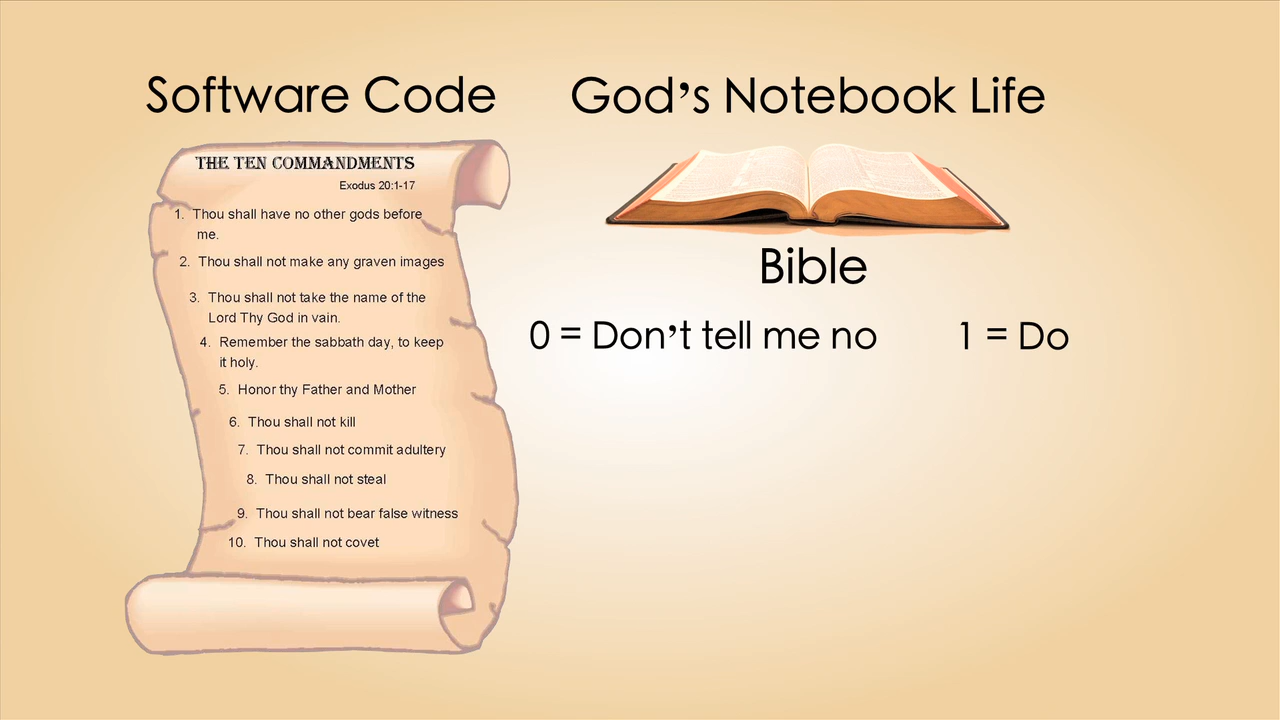 Software Code
THE TEN COMMANDMENTS
Exodus 20:1-17
1. Thou shall have no other gods before
me.
2. Thou shall not make any graven images
3. Thou shall not take the name of the
Lord Thy God in vain.
4. Remember the sabbath day, to keep
it holy.
5. Honor thy Father and Mother
6. Thou shall not kill
7. Thou shall not commit adultery
8. Thou shall not steal
9. Thou shall not bear false witness
10. Thou shall not covet
God’s Notebook Life
Bible
0 = Don’t tell me no
1 = Do